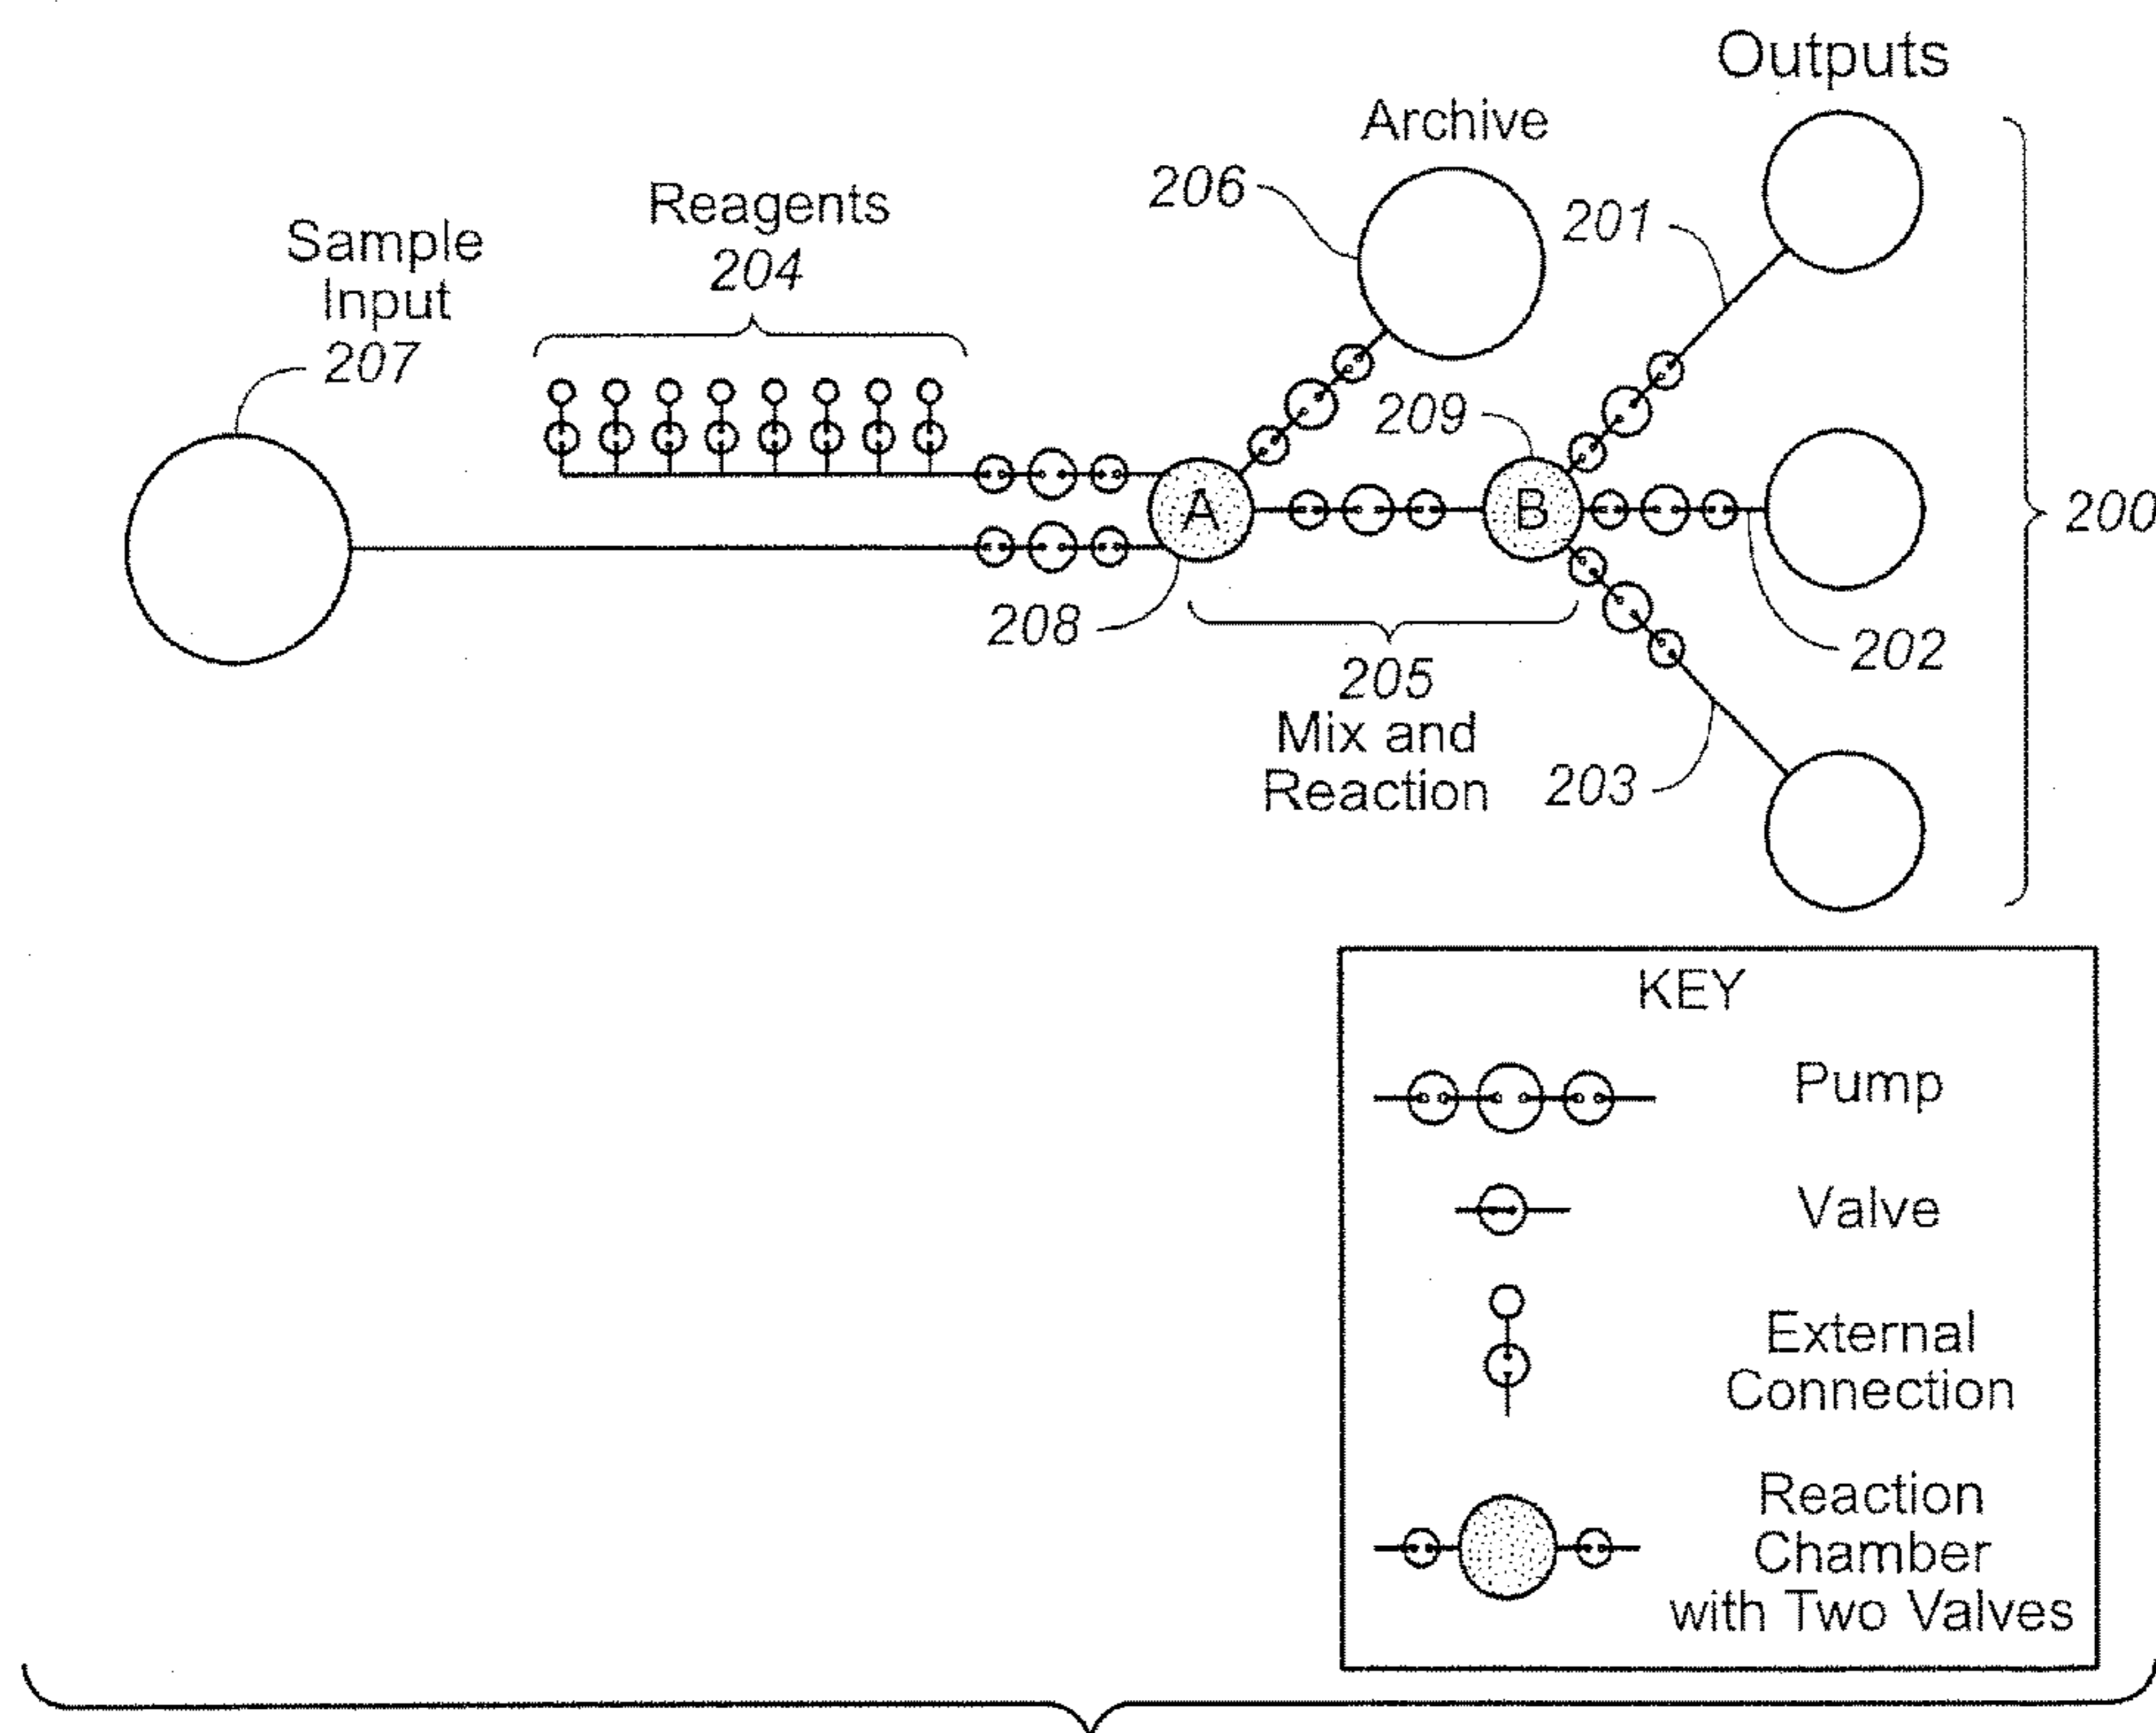 Outputs
Archive
206
201
Reagents
204
Sample
Input
207
209
A
B
200
208
205
Mix and
Reaction
202
203
KEY
Pump
Valve
External
Connection
Reaction
Chamber
with Two Valves